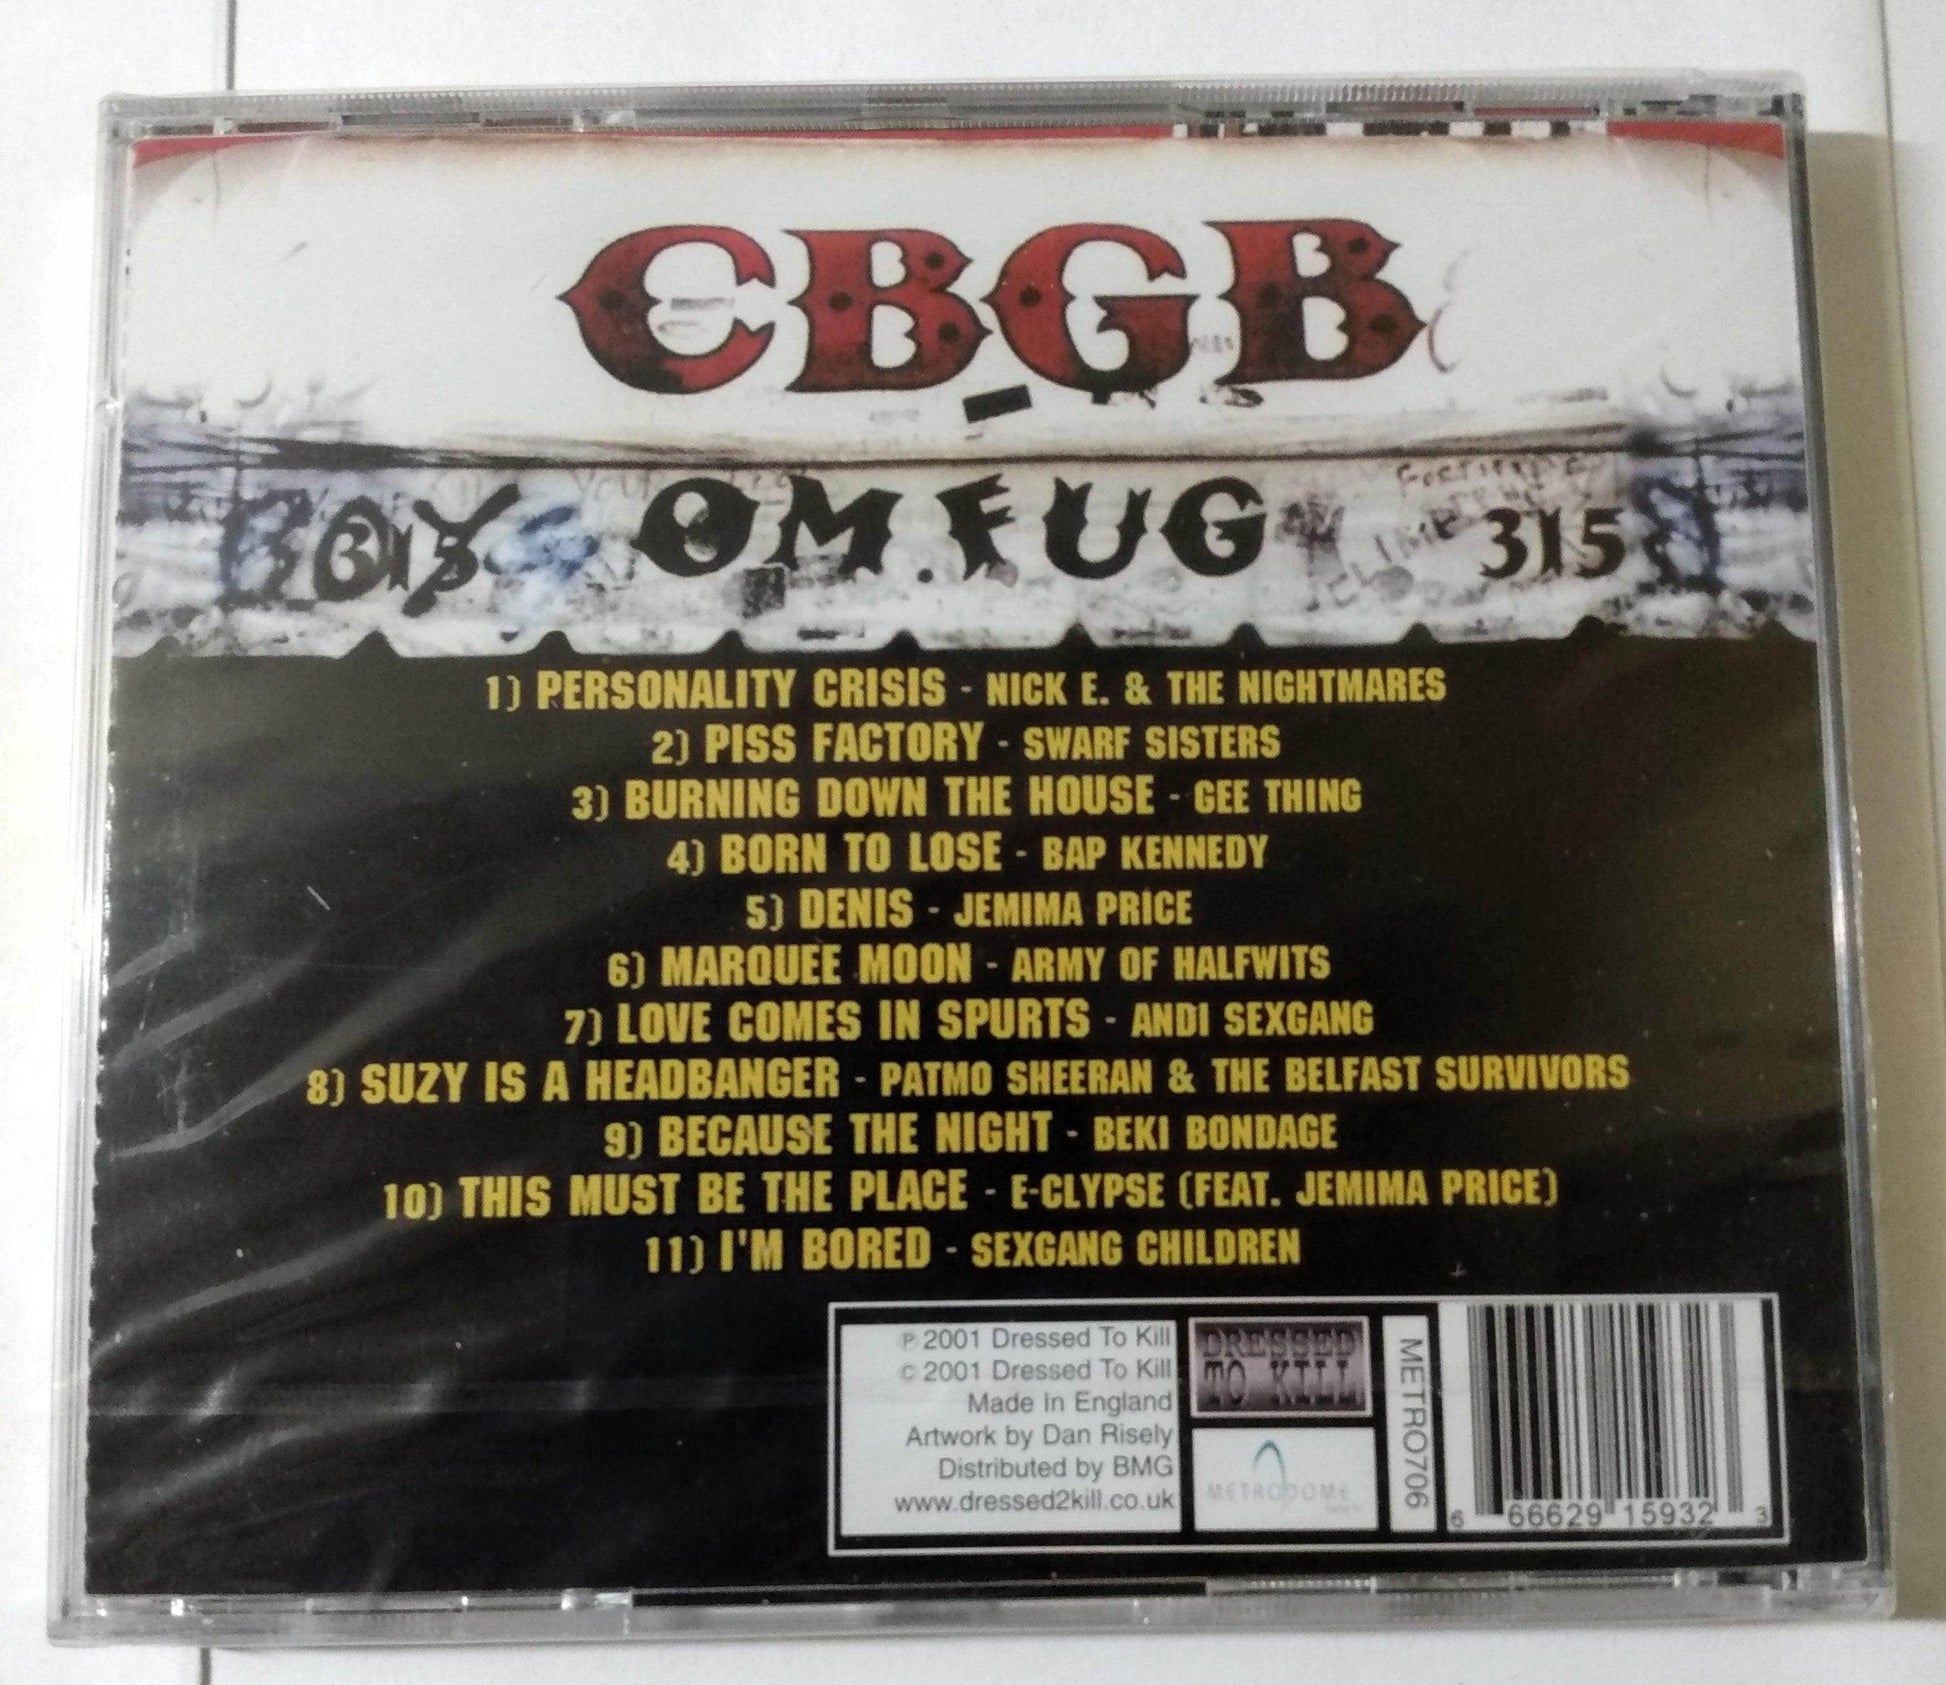 CBGB
315 OM.FUG 315
1) PERSONALITY CRISIS - NICK E. & THE NIGHTMARES
2) PISS FACTORY - SWARF SISTERS
3) BURNING DOWN THE HOUSE - GEE THING
4) BORN TO LOSE - BAP KENNEDY
5) DENIS - JEMIMA PRICE
6) MARQUEE MOON - ARMY OF HALFWITS
7) LOVE COMES IN SPURTS - ANDI SEXGANG
8) SUZY IS A HEADBANGER - PATMO SHEERAN & THE BELFAST SURVIVORS
9) BECAUSE THE NIGHT - BEKI BONDAGE
10) THIS MUST BE THE PLACE - E-CLYPSE (FEAT. JEMIMA PRICE)
11) I'M BORED - SEXGANG CHILDREN
℗ 2001 Dressed To Kill
© 2001 Dressed To Kill
Made In England
Artwork by Dan Risely
Distributed by BMG
www.dressed2kill.co.uk
DRESSED
TO KILL
METRODOME
METRO706
6 66629 15932 3